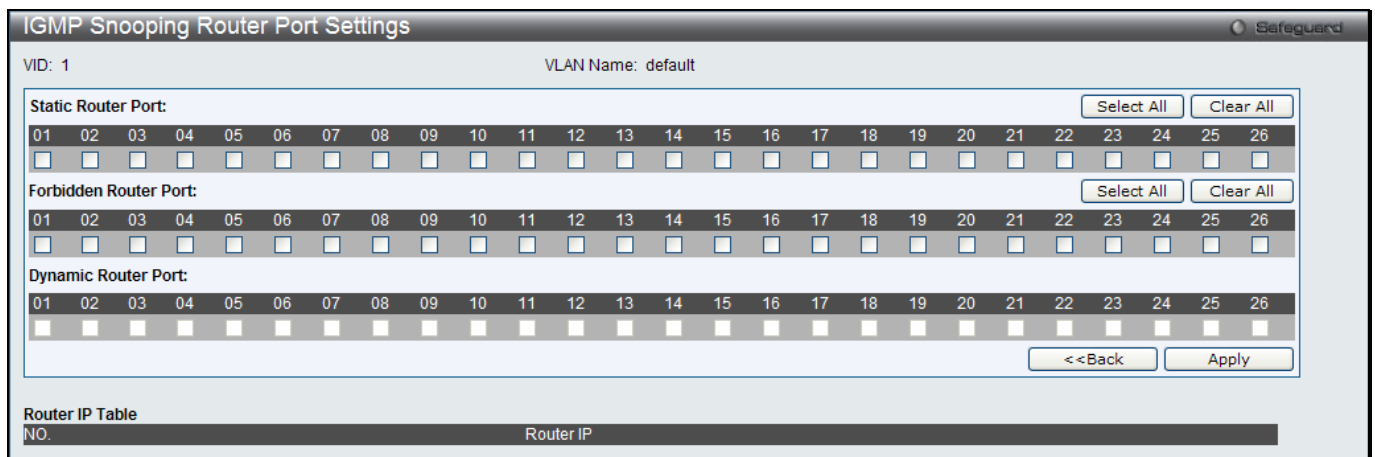 IGMP Snooping Router Port Settings Safeguard
VID: 1 VLAN Name: default
Static Router Port: Select All Clear All
01 02 03 04 05 06 07 08 09 10 11 12 13 14 15 16 17 18 19 20 21 22 23 24 25 26
Forbidden Router Port: Select All Clear All
01 02 03 04 05 06 07 08 09 10 11 12 13 14 15 16 17 18 19 20 21 22 23 24 25 26
Dynamic Router Port:
01 02 03 04 05 06 07 08 09 10 11 12 13 14 15 16 17 18 19 20 21 22 23 24 25 26
<<Back Apply
Router IP Table
NO. Router IP